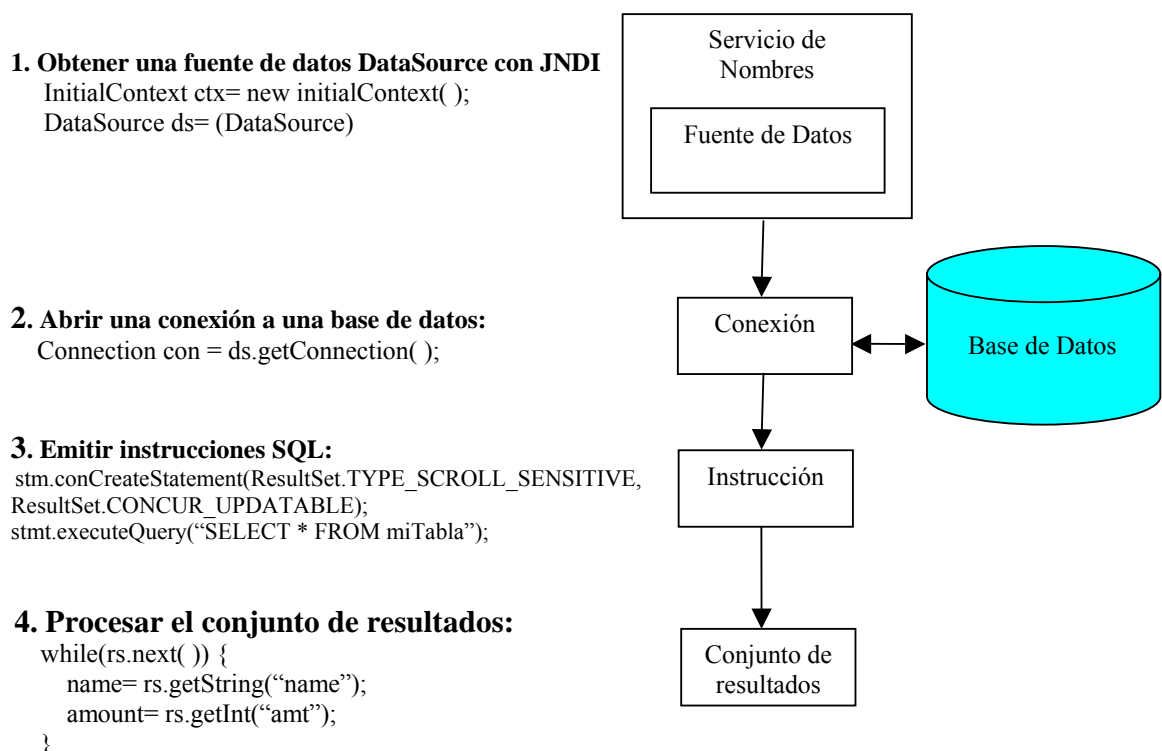 1. Obtener una fuente de datos DataSource con JNDI
InitialContext ctx= new initialContext( );
DataSource ds= (DataSource)
Servicio de
Nombres
Fuente de Datos
2. Abrir una conexión a una base de datos:
Connection con = ds.getConnection( );
Conexión
Base de Datos
3. Emitir instrucciones SQL:
stm.conCreateStatement(ResultSet.TYPE_SCROLL_SENSITIVE,
ResultSet.CONCUR_UPDATABLE);
stmt.executeQuery(“SELECT * FROM miTabla”);
Instrucción
4. Procesar el conjunto de resultados:
while(rs.next( )) {
name= rs.getString(“name”);
amount= rs.getInt(“amt”);
}
Conjunto de
resultados